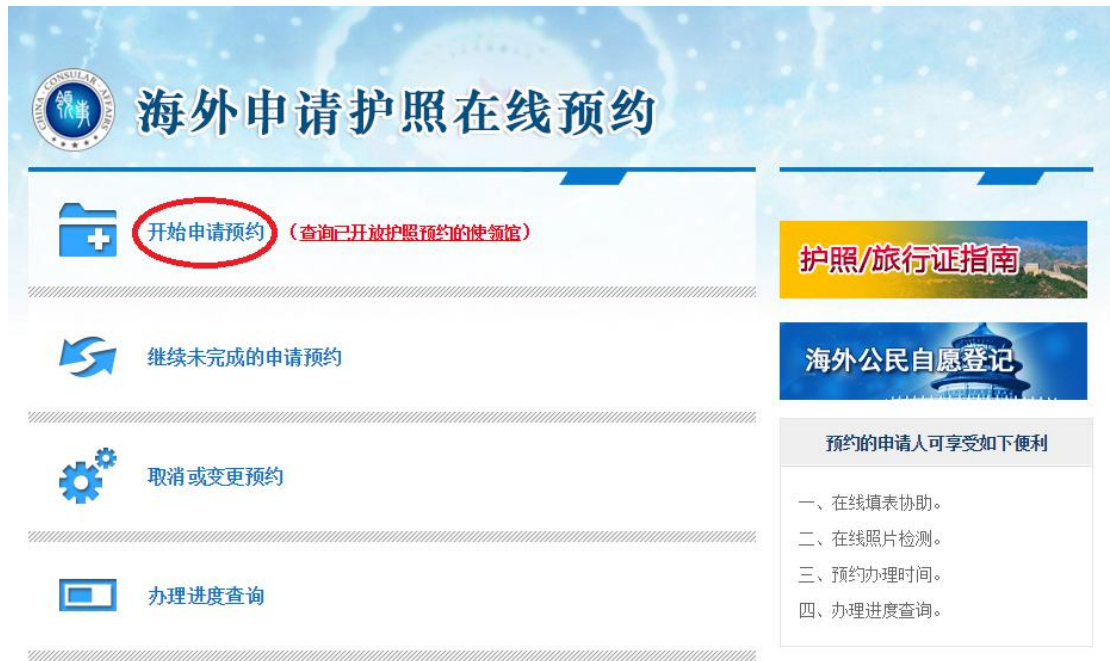 CHINA·CONSULAR·AFFAIRS
领事
海外申请护照在线预约
开始申请预约 （查询已开放护照预约的使领馆）
继续未完成的申请预约
取消或变更预约
办理进度查询
护照/旅行证指南
海外公民自愿登记
预约的申请人可享受如下便利
一、在线填表协助。
二、在线照片检测。
三、预约办理时间。
四、办理进度查询。